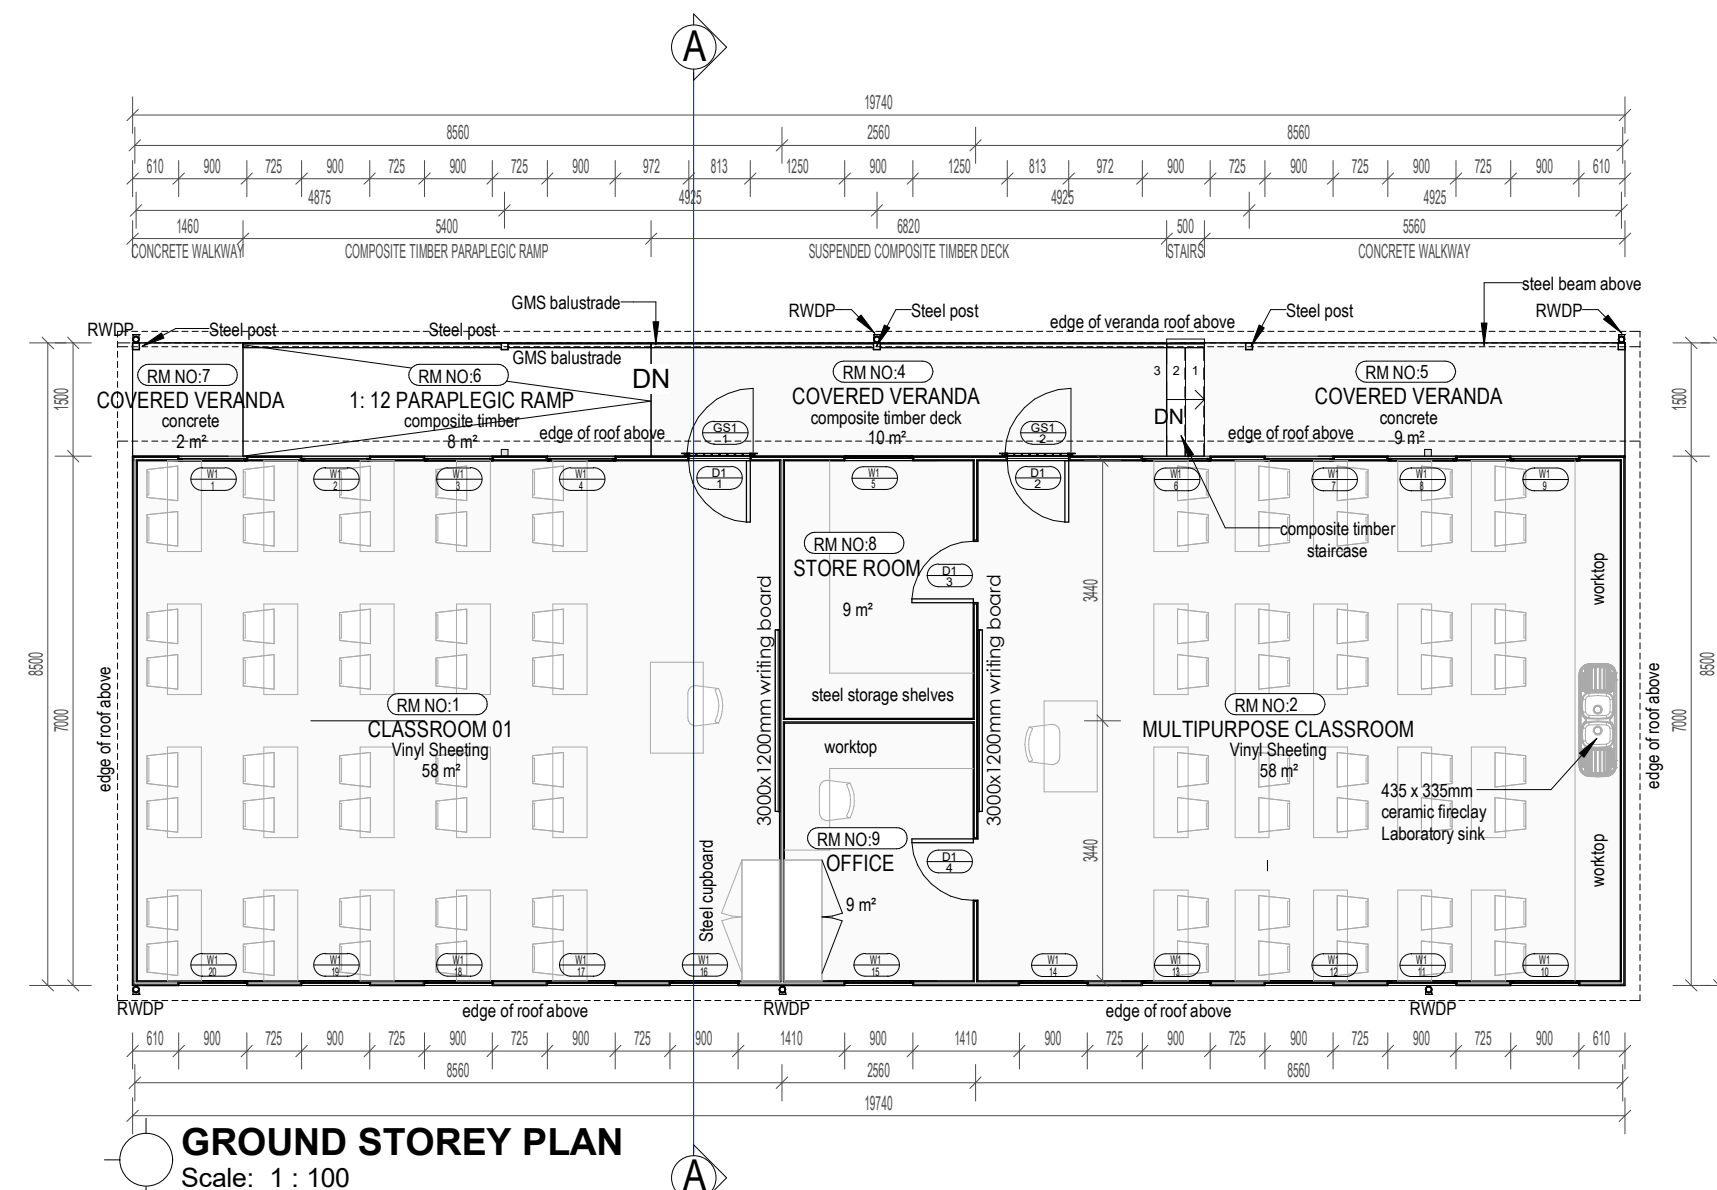 A
19740
8560 2560 8560
610 900 725 900 725 900 725 900 972 813 1250 900 1250 813 972 900 725 900 725 900 725 900 610
4875 4925 4925 4925
1460 5400 6820 500 5560
CONCRETE WALKWAY COMPOSITE TIMBER PARAPLEGIC RAMP SUSPENDED COMPOSITE TIMBER DECK STAIRS CONCRETE WALKWAY
steel beam above
GMS balustrade RWDP Steel post Steel post RWDP
edge of veranda roof above
RWDP Steel post Steel post
GMS balustrade
RM NO:7
COVERED VERANDA
concrete
2 m²
RM NO:6
1: 12 PARAPLEGIC RAMP
composite timber
8 m²
edge of roof above
DN
RM NO:4
COVERED VERANDA
composite timber deck
10 m²
3 2 1
DN
RM NO:5
COVERED VERANDA
concrete
9 m²
edge of roof above
1500
1500
GS1
1
GS1
2
D1
1
D1
2
W1
1
W1
2
W1
3
W1
4
W1
5
W1
6
W1
7
W1
8
W1
9
composite timber
staircase
RM NO:8
STORE ROOM
9 m²
steel storage shelves
D1
3
3440
worktop
3000x1200mm writing board
3000x1200mm writing board
8500
7000
edge of roof above
RM NO:1
CLASSROOM 01
Vinyl Sheeting
58 m²
RM NO:2
MULTIPURPOSE CLASSROOM
Vinyl Sheeting
58 m²
edge of roof above
7000
8500
worktop
435 x 335mm
ceramic fireclay
Laboratory sink
RM NO:9
OFFICE
9 m²
D1
4
3440
worktop
Steel cupboard
W1
20
W1
19
W1
18
W1
17
W1
16
W1
15
W1
14
W1
13
W1
12
W1
11
W1
10
RWDP edge of roof above RWDP edge of roof above RWDP
610 900 725 900 725 900 725 900 725 900 1410 900 1410 900 725 900 725 900 725 900 725 900 610
8560 2560 8560
19740
GROUND STOREY PLAN
Scale: 1 : 100
A